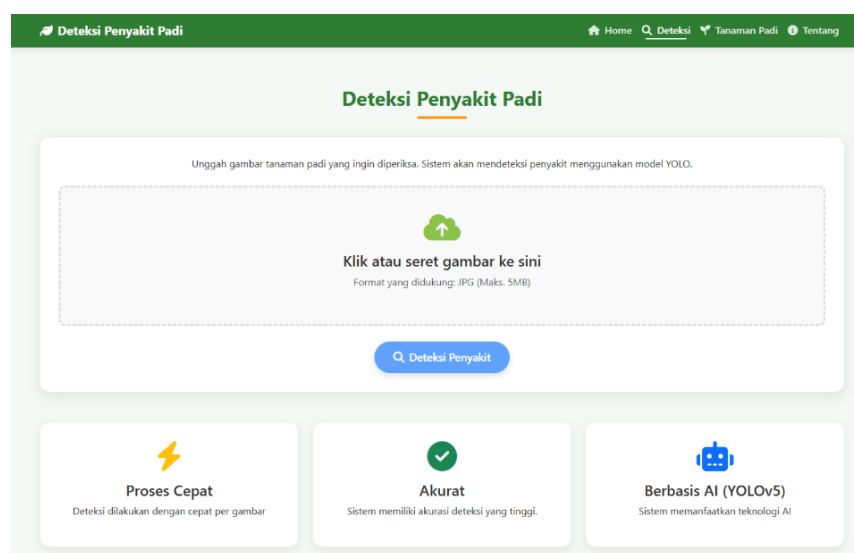 Deteksi Penyakit Padi
Home Deteksi Tanaman Padi Tentang
Deteksi Penyakit Padi
Unggah gambar tanaman padi yang ingin diperiksa. Sistem akan mendeteksi penyakit menggunakan model YOLO.
Klik atau seret gambar ke sini
Format yang didukung: JPG (Maks. 5MB)
Deteksi Penyakit
Proses Cepat
Deteksi dilakukan dengan cepat per gambar
Akurat
Sistem memiliki akurasi deteksi yang tinggi.
Berbasis AI (YOLOv5)
Sistem memanfaatkan teknologi AI